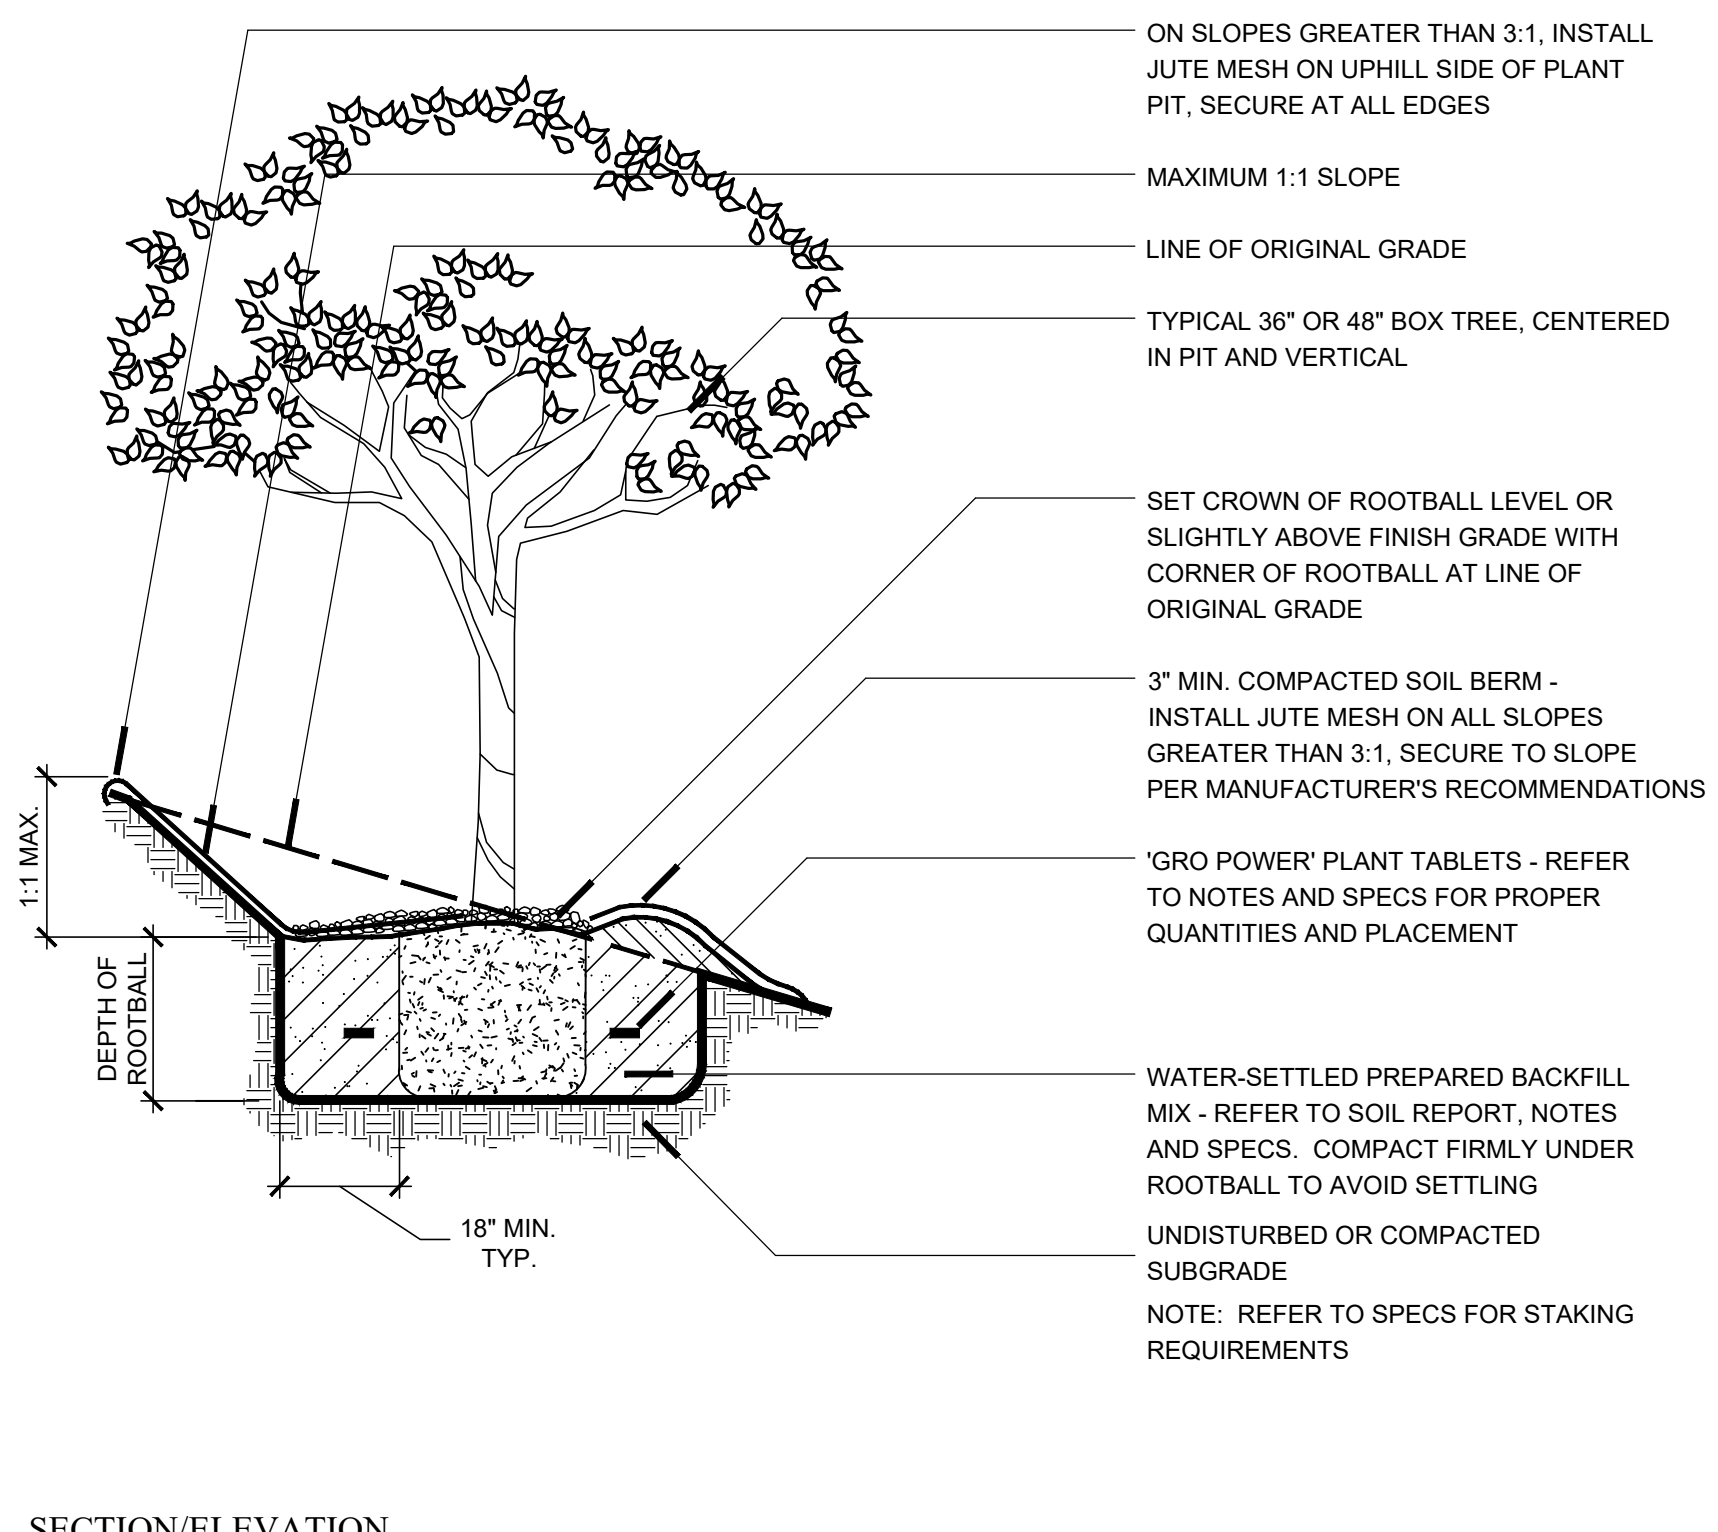 ON SLOPES GREATER THAN 3:1, INSTALL
JUTE MESH ON UPHILL SIDE OF PLANT
PIT, SECURE AT ALL EDGES
MAXIMUM 1:1 SLOPE
LINE OF ORIGINAL GRADE
TYPICAL 36" OR 48" BOX TREE, CENTERED
IN PIT AND VERTICAL
SET CROWN OF ROOTBALL LEVEL OR
SLIGHTLY ABOVE FINISH GRADE WITH
CORNER OF ROOTBALL AT LINE OF
ORIGINAL GRADE
3" MIN. COMPACTED SOIL BERM -
INSTALL JUTE MESH ON ALL SLOPES
GREATER THAN 3:1, SECURE TO SLOPE
PER MANUFACTURER'S RECOMMENDATIONS
'GRO POWER' PLANT TABLETS - REFER
TO NOTES AND SPECS FOR PROPER
QUANTITIES AND PLACEMENT
WATER-SETTLED PREPARED BACKFILL
MIX - REFER TO SOIL REPORT, NOTES
AND SPECS.  COMPACT FIRMLY UNDER
ROOTBALL TO AVOID SETTLING
UNDISTURBED OR COMPACTED
SUBGRADE
NOTE:  REFER TO SPECS FOR STAKING
REQUIREMENTS
1:1 MAX.
DEPTH OF
ROOTBALL
18" MIN.
TYP.
SECTION/ELEVATION